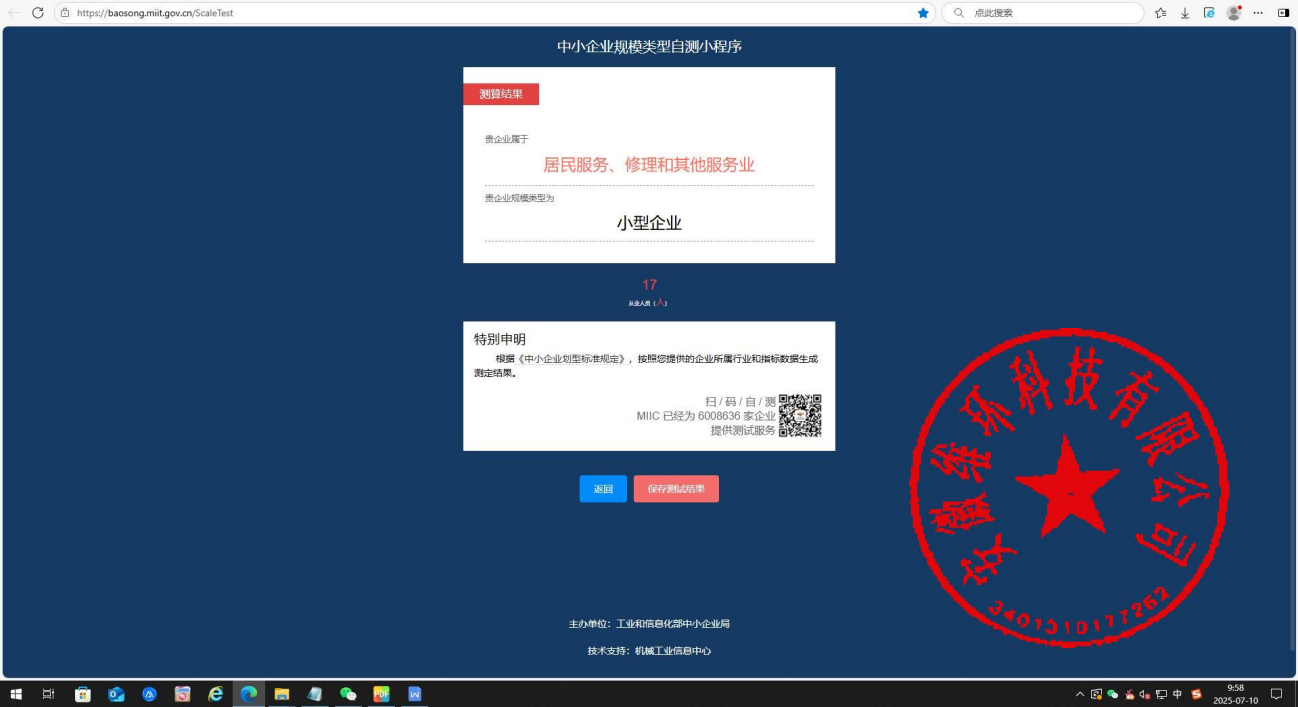 https://baosong.miit.gov.cn/ScaleTest
点此搜索
中小企业规模类型自测小程序
测算结果
贵企业属于
居民服务、修理和其他服务业
贵企业规模类型为
小型企业
17
从业人员（人）
特别申明
根据《中小企业划型标准规定》，按照您提供的企业所属行业和指标数据生成
测定结果。
扫/码/自/测
MIIC 已经为 6008636 家企业
提供测试服务
返回
保存测试结果
科技有限公司
主办单位：工业和信息化部中小企业局
技术支持：机械工业信息中心
中
9:58
2025-07-10